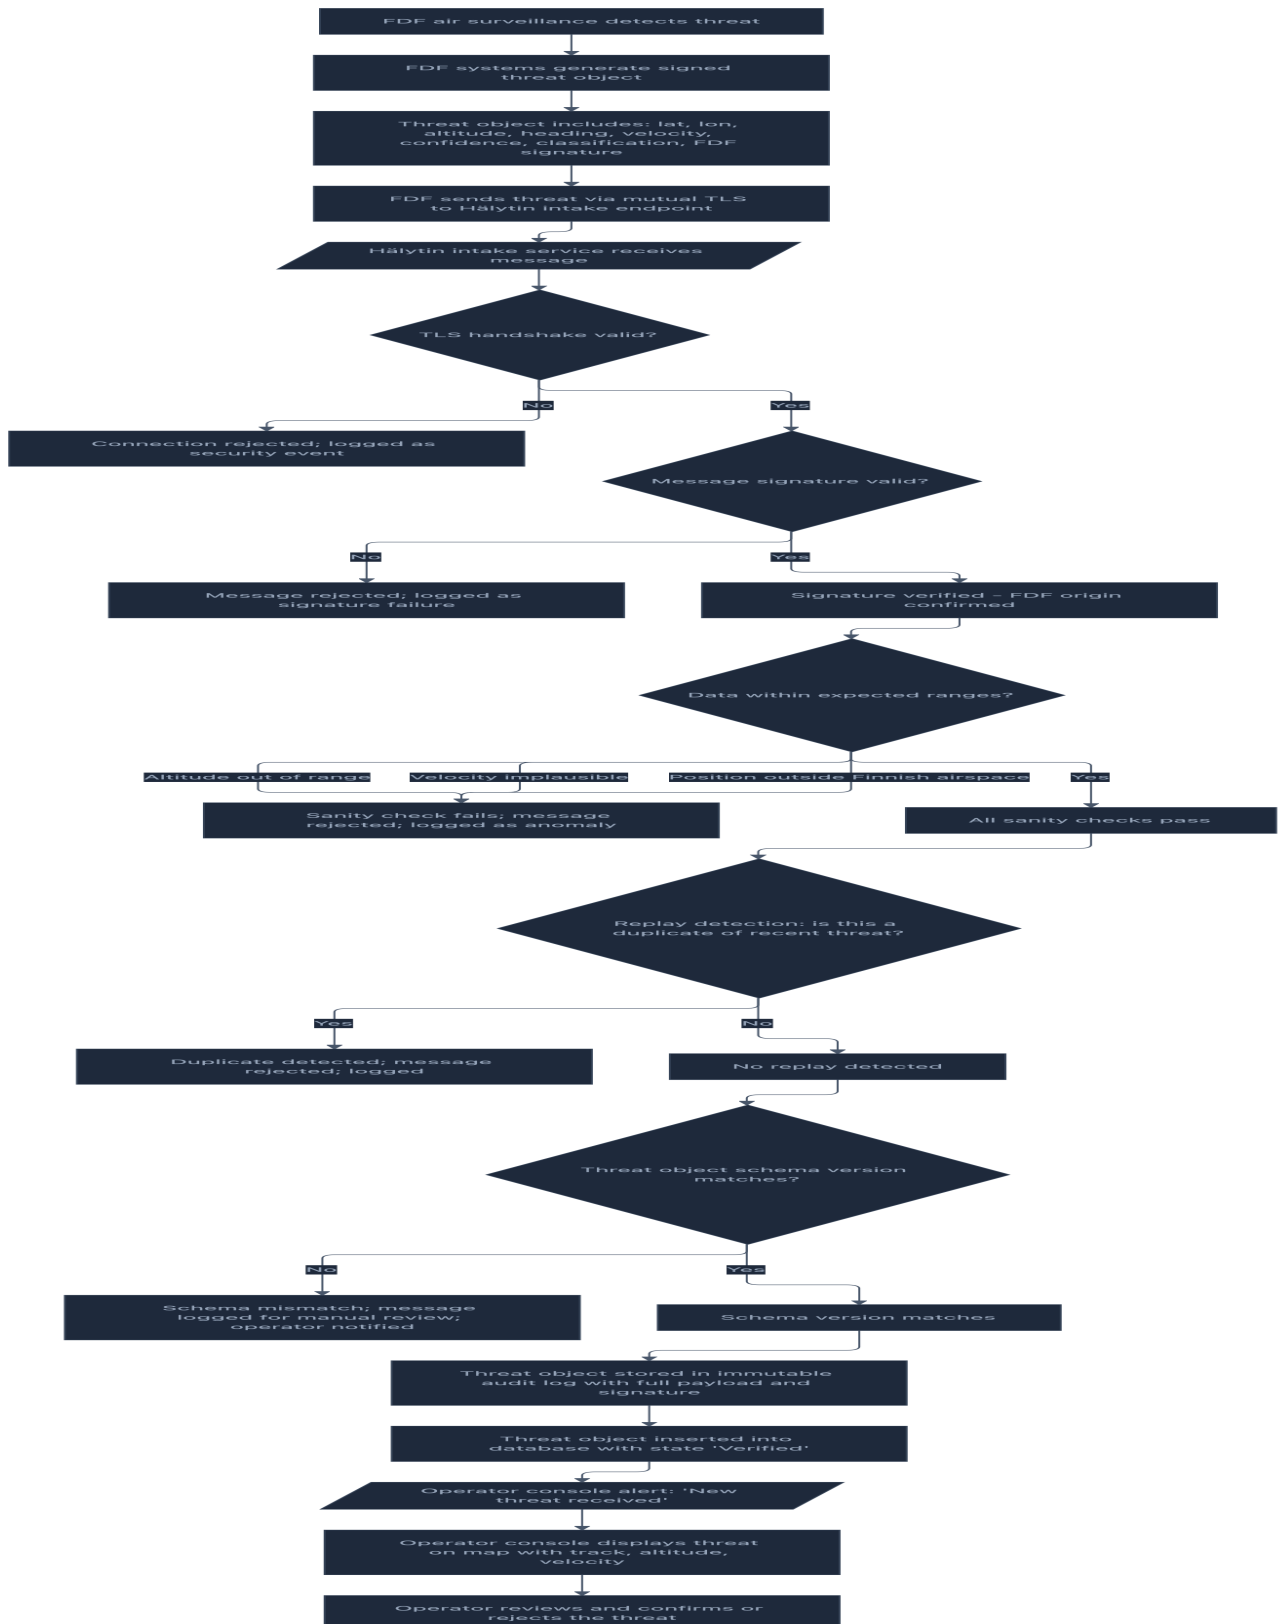 FDF air surveillance detects threat
FDF systems generate signed
threat object
Threat object includes: lat, lon,
altitude, heading, velocity,
confidence, classification, FDF
signature
FDF sends threat via mutual TLS
to Hälytin intake endpoint
Hälytin intake service receives
message
TLS handshake valid?
No
Yes
Connection rejected; logged as
security event
Message signature valid?
No
Yes
Message rejected; logged as
signature failure
Signature verified – FDF origin
confirmed
Data within expected ranges?
Altitude out of range
Velocity implausible
Position outside Finnish airspace
Yes
Sanity check fails; message
rejected; logged as anomaly
All sanity checks pass
Replay detection: is this a
duplicate of recent threat?
Yes
No
Duplicate detected; message
rejected; logged
No replay detected
Threat object schema version
matches?
No
Yes
Schema mismatch; message
logged for manual review;
operator notified
Schema version matches
Threat object stored in immutable
audit log with full payload and
signature
Threat object inserted into
database with state 'Verified'
Operator console alert: 'New
threat received'
Operator console displays threat
on map with track, altitude,
velocity
Operator reviews and confirms or
rejects the threat